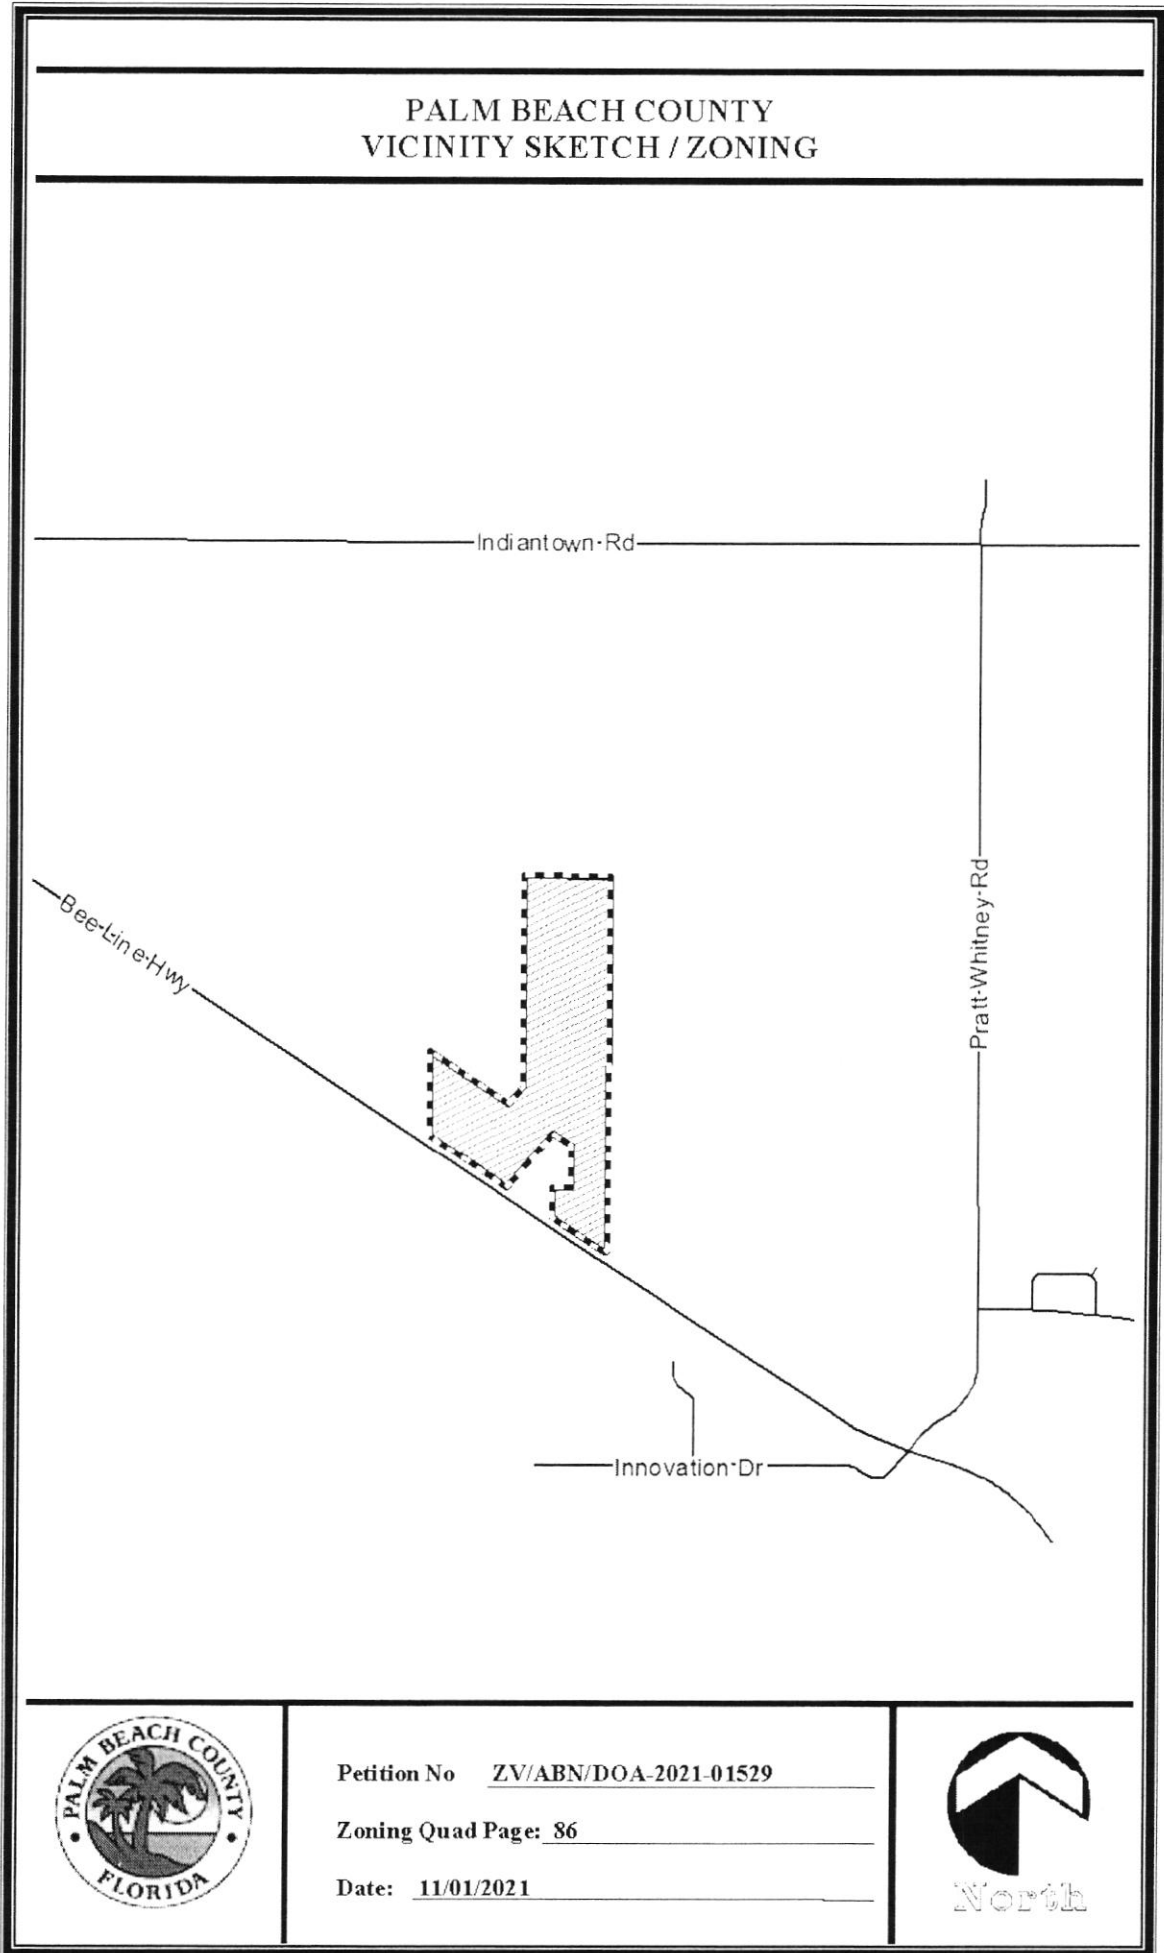 PALM BEACH COUNTY
VICINITY SKETCH / ZONING
Indiantown Rd
Bee Line Hwy
Pratt Whitney Rd
Innovation Dr
PALM BEACH COUNTY
FLORIDA
Petition No ZV/ABN/DOA-2021-01529
Zoning Quad Page: 86
Date: 11/01/2021
North